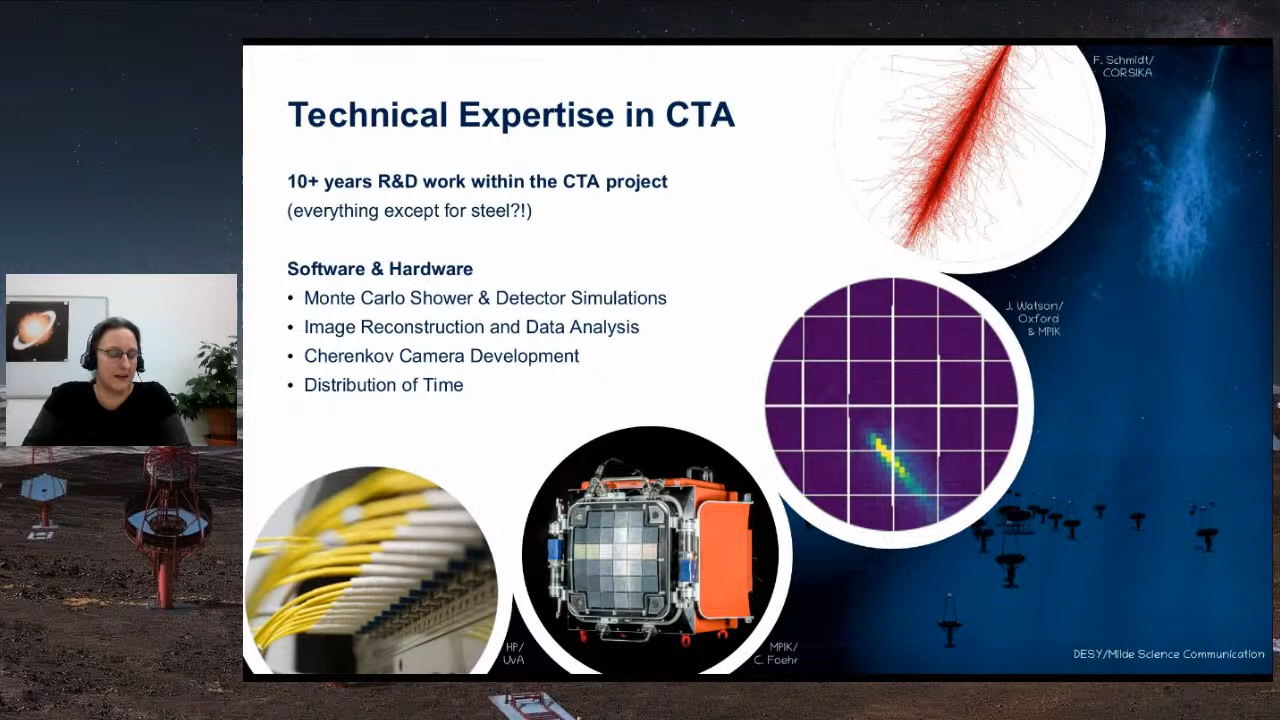 Technical Expertise in CTA
10+ years R&D work within the CTA project
(everything except for steel?!)
Software & Hardware
• Monte Carlo Shower & Detector Simulations
• Image Reconstruction and Data Analysis
• Cherenkov Camera Development
• Distribution of Time
F. Schmidt/
CORSIKA
J. Watson/
Oxford
& MPIK
HP/
UvA
MPIK/
C. Foehr
DESY/Milde Science Communication